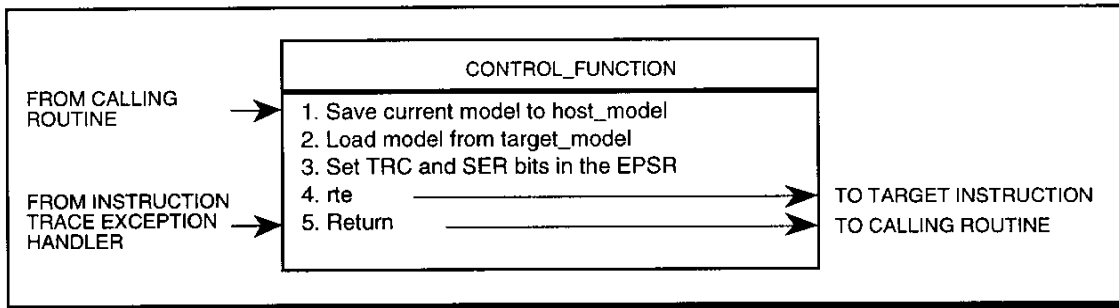 CONTROL_FUNCTION
FROM CALLING
ROUTINE
1. Save current model to host_model
2. Load model from target_model
3. Set TRC and SER bits in the EPSR
4. rte
TO TARGET INSTRUCTION
FROM INSTRUCTION
TRACE EXCEPTION
HANDLER
5. Return
TO CALLING ROUTINE